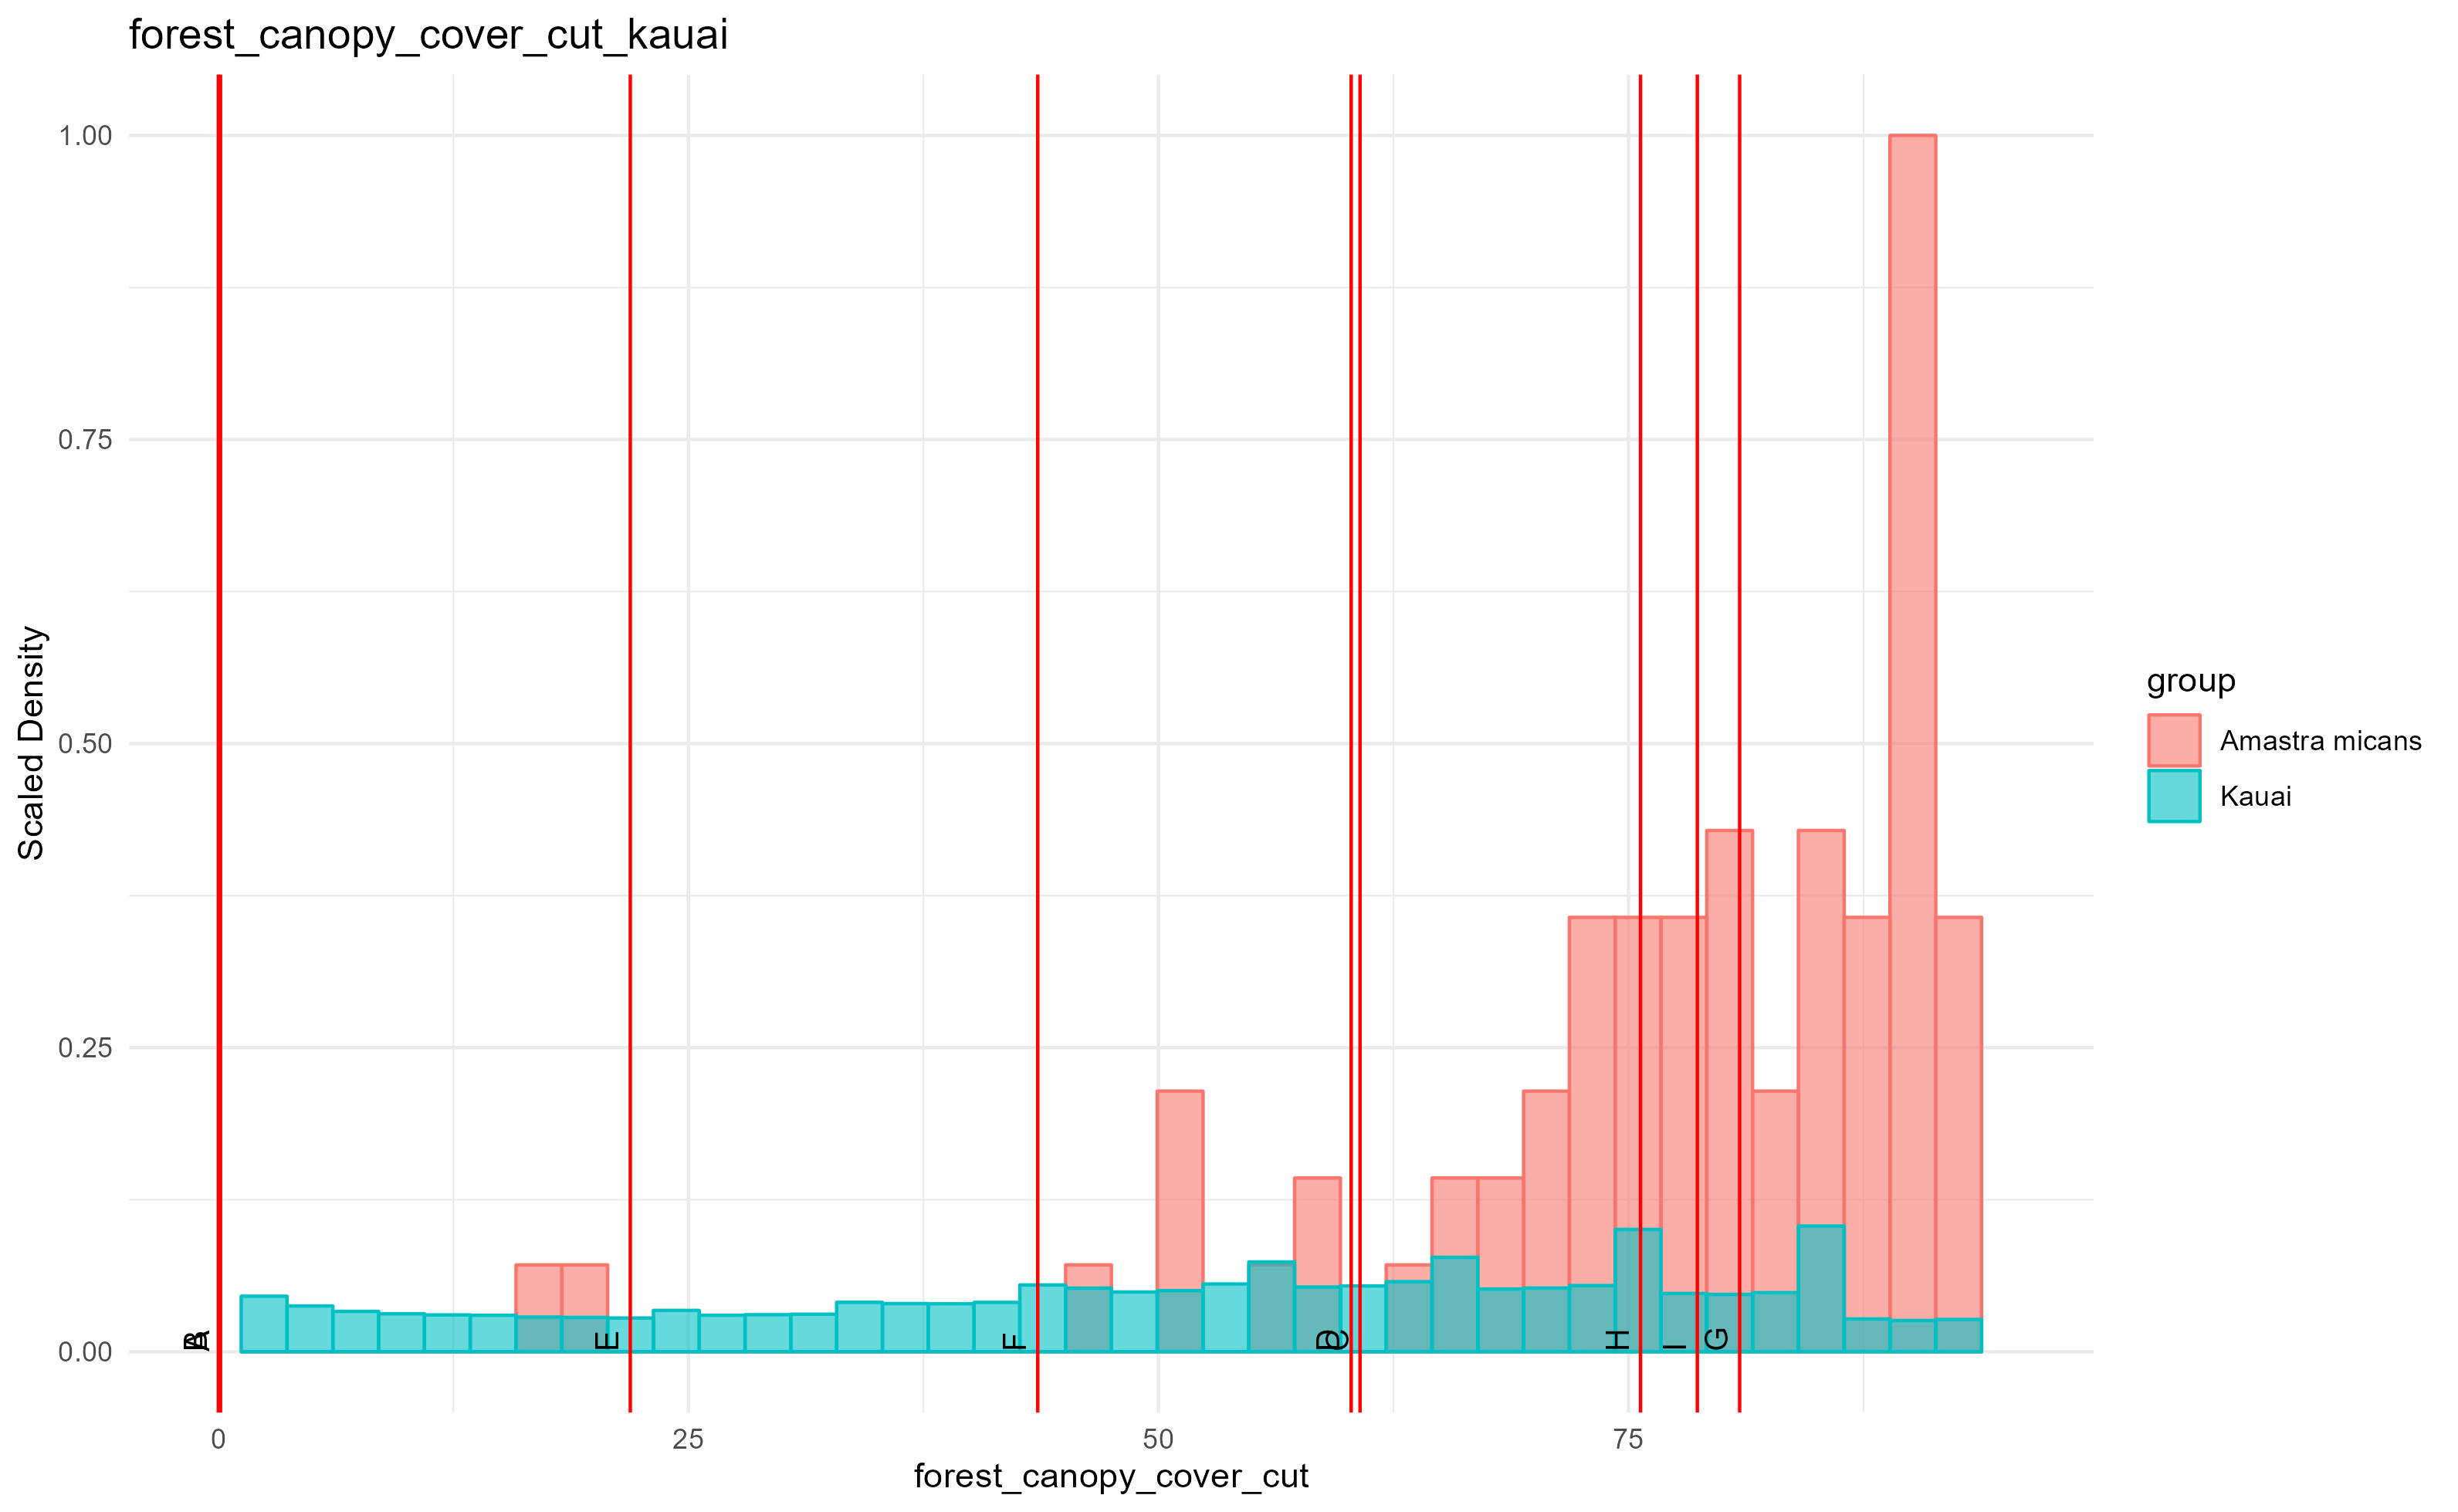 forest_canopy_cover_cut_kauai
1.00
0.75
0.50
0.25
0.00
Scaled Density
B
A
E
F
D
C
H
I
G
0
25
50
75
forest_canopy_cover_cut
group
Amastra micans
Kauai